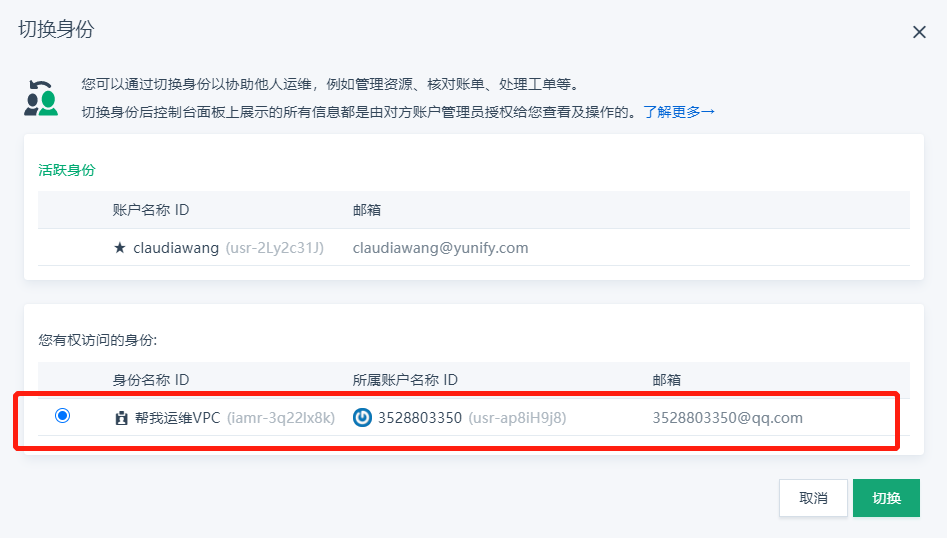 切换身份
您可以通过切换身份以协助他人运维，例如管理资源、核对账单、处理工单等。
切换身份后控制台面板上展示的所有信息都是由对方账户管理员授权给您查看及操作的。了解更多→
活跃身份
账户名称 ID 邮箱
★ claudiawang (usr-2Ly2c31J) claudiawang@yunify.com
您有权访问的身份:
身份名称 ID 所属账户名称 ID 邮箱
帮我运维VPC (iamr-3q22lx8k) 3528803350 (usr-ap8iH9j8) 3528803350@qq.com
取消 切换